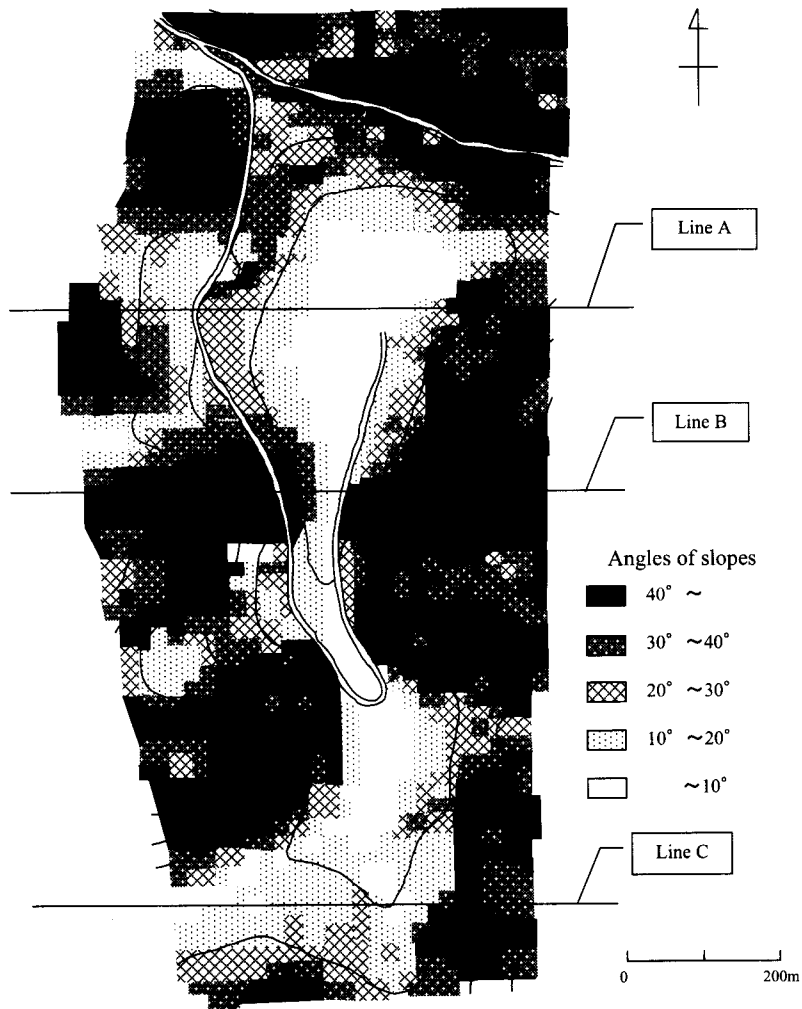 Line A
Line B
Angles of slopes
40° ~
30° ~40°
20° ~30°
10° ~20°
~10°
Line C
0
200m